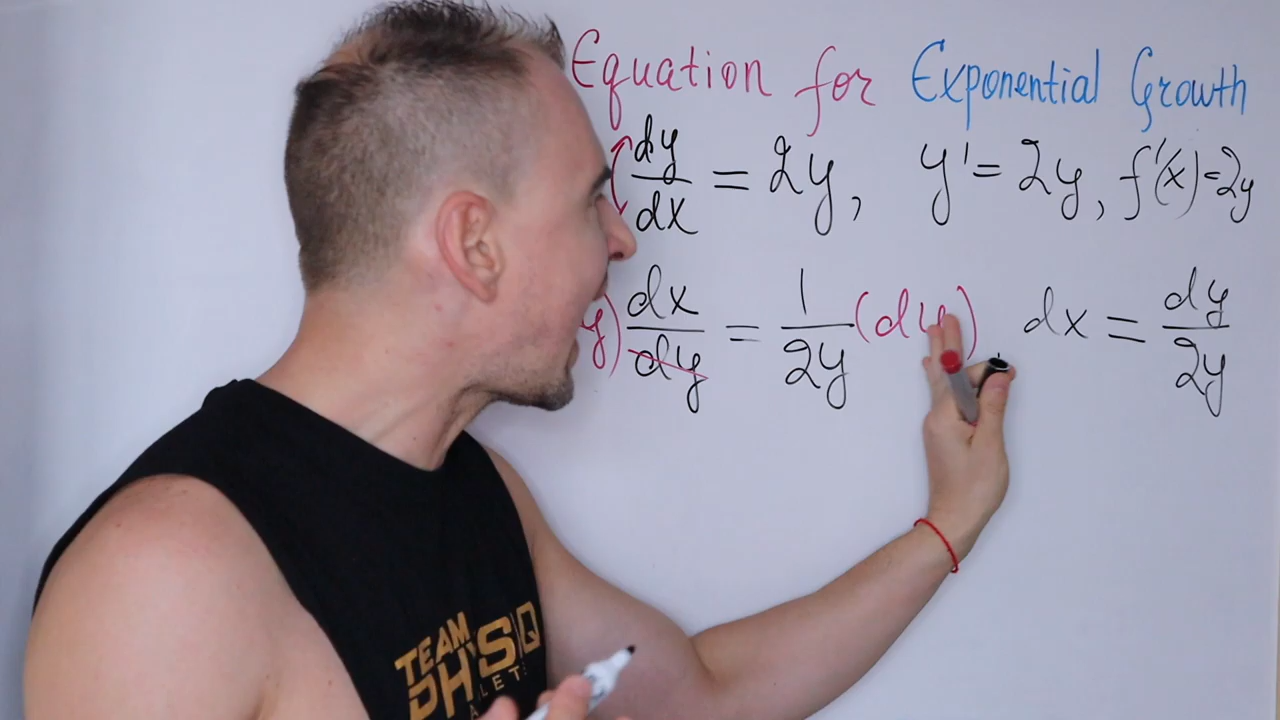 Equation for Exponential Growth
dy/dx = 2y, y' = 2y, f'(x)=2y
y) dx/dy = 1/2y (dy) dx = dy/2y
TEAM